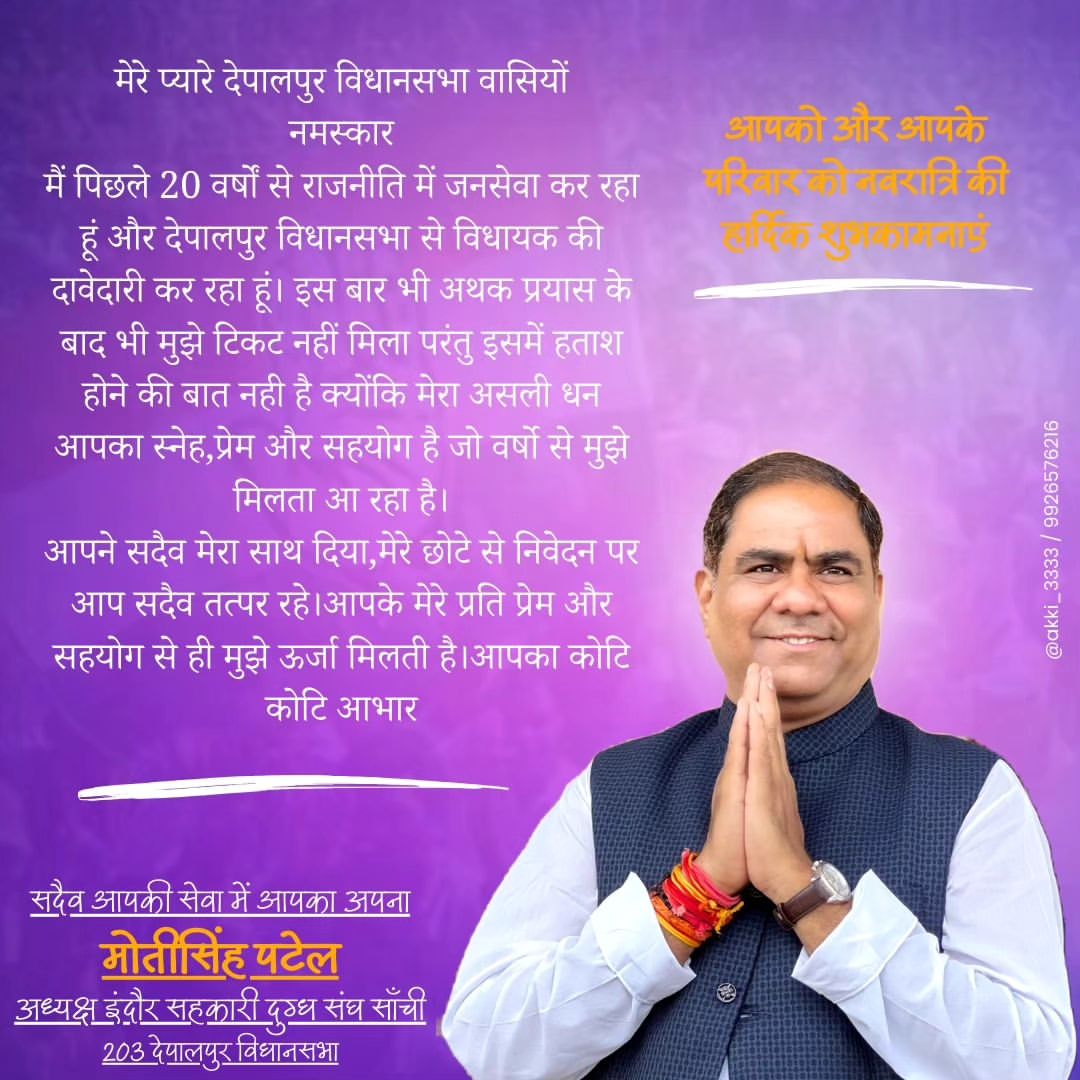 मेरे प्यारे देपालपुर विधानसभा वासियों
नमस्कार
मैं पिछले 20 वर्षों से राजनीति में जनसेवा कर रहा
हूं और देपालपुर विधानसभा से विधायक की
दावेदारी कर रहा हूं। इस बार भी अथक प्रयास के
बाद भी मुझे टिकट नहीं मिला परंतु इसमें हताश
होने की बात नही है क्योंकि मेरा असली धन
आपका स्नेह,प्रेम और सहयोग है जो वर्षो से मुझे
मिलता आ रहा है।
आपने सदैव मेरा साथ दिया,मेरे छोटे से निवेदन पर
आप सदैव तत्पर रहे।आपके मेरे प्रति प्रेम और
सहयोग से ही मुझे ऊर्जा मिलती है।आपका कोटि
कोटि आभार
आपको और आपके
परिवार को नवरात्रि की
हार्दिक शुभकामनाएं
@akki_3333 / 9926576216
सदैव आपकी सेवा में आपका अपना
मोतीसिंह पटेल
अध्यक्ष इंदौर सहकारी दुग्ध संघ साँची
203 देपालपुर विधानसभा